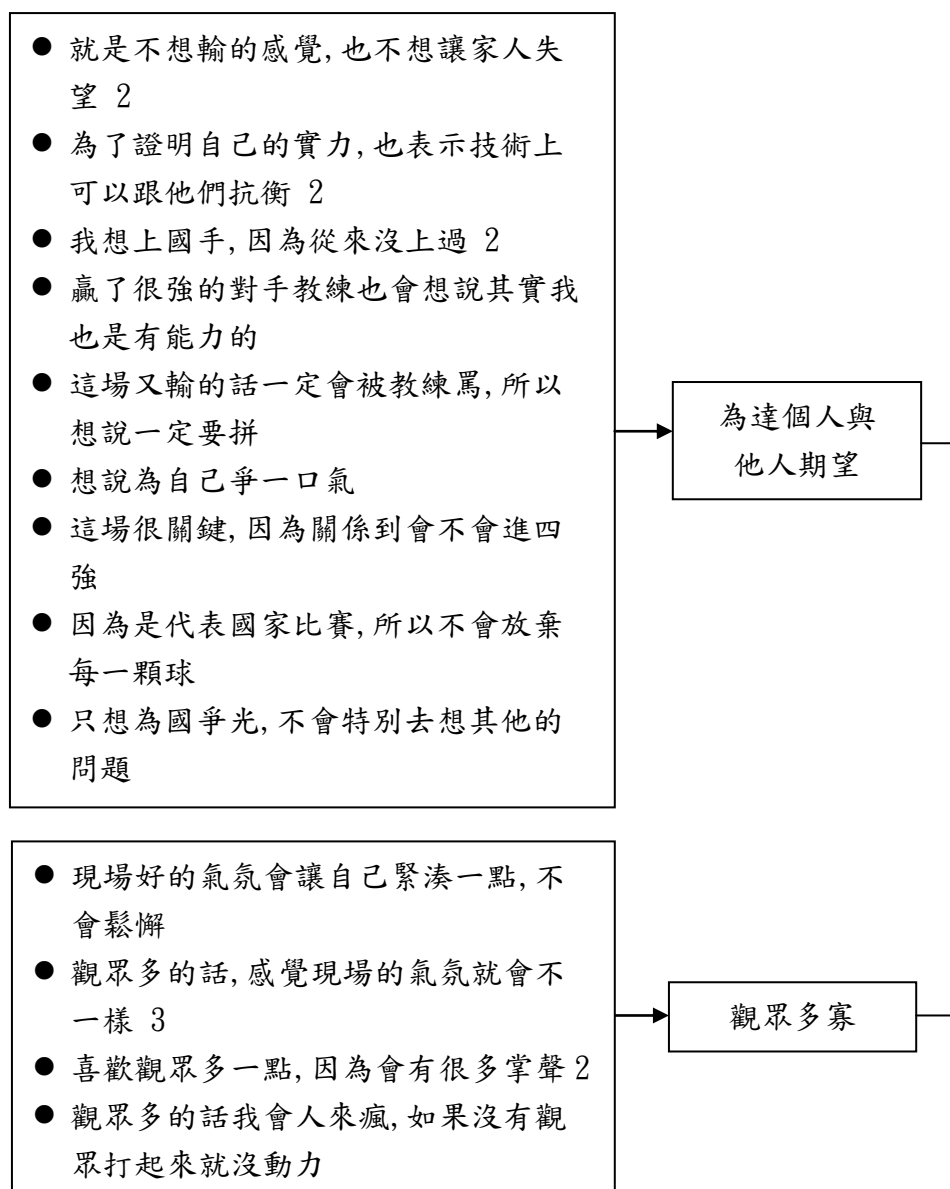 ● 就是不想輸的感覺,也不想讓家人失
望 2
● 為了證明自己的實力,也表示技術上
可以跟他們抗衡 2
● 我想上國手,因為從來沒上過 2
● 贏了很強的對手教練也會想說其實我
也是有能力的
● 這場又輸的話一定會被教練罵,所以
想說一定要拼
● 想說為自己爭一口氣
● 這場很關鍵,因為關係到會不會進四
強
● 因為是代表國家比賽,所以不會放棄
每一顆球
● 只想為國爭光,不會特別去想其他的
問題
為達個人與
他人期望
● 現場好的氣氛會讓自己緊湊一點,不
會鬆懈
● 觀眾多的話,感覺現場的氣氛就會不
一樣 3
● 喜歡觀眾多一點,因為會有很多掌聲 2
● 觀眾多的話我會人來瘋,如果沒有觀
眾打起來就沒動力
觀眾多寡